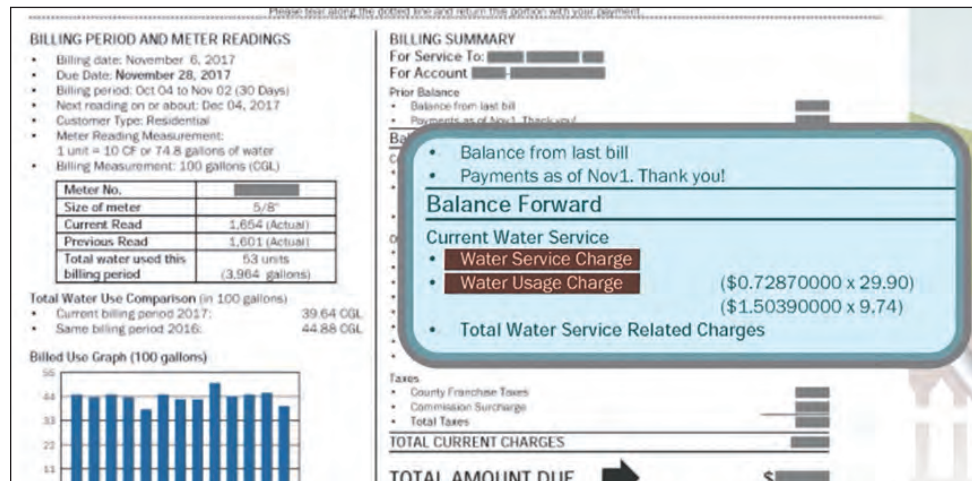 Please tear along the dotted line and return this portion with your payment.
BILLING PERIOD AND METER READINGS
• Billing date: November 6, 2017
• Due Date: November 28, 2017
• Billing period: Oct 04 to Nov 02 (30 Days)
• Next reading on or about: Dec 04, 2017
• Customer Type: Residential
• Meter Reading Measurement:
1 unit = 10 CF or 74.8 gallons of water
• Billing Measurement: 100 gallons (CGL)
Meter No.
Size of meter 5/8"
Current Read 1,654 (Actual)
Previous Read 1,601 (Actual)
Total water used this billing period 53 units (3,964 gallons)
Total Water Use Comparison (in 100 gallons)
• Current billing period 2017: 39.64 CGL
• Same billing period 2016: 44.88 CGL
Billed Use Graph (100 gallons)
55
44
33
22
11
BILLING SUMMARY
For Service To:
For Account
Prior Balance
• Balance from last bill
• Payments as of Nov1. Thank you!
• Balance from last bill
• Payments as of Nov1. Thank you!
Balance Forward
Current Water Service
• Water Service Charge
• Water Usage Charge ($0.72870000 x 29.90)
($1.50390000 x 9.74)
• Total Water Service Related Charges
Taxes
• County Franchise Taxes
• Commission Surcharge
• Total Taxes
TOTAL CURRENT CHARGES
TOTAL AMOUNT DUE $